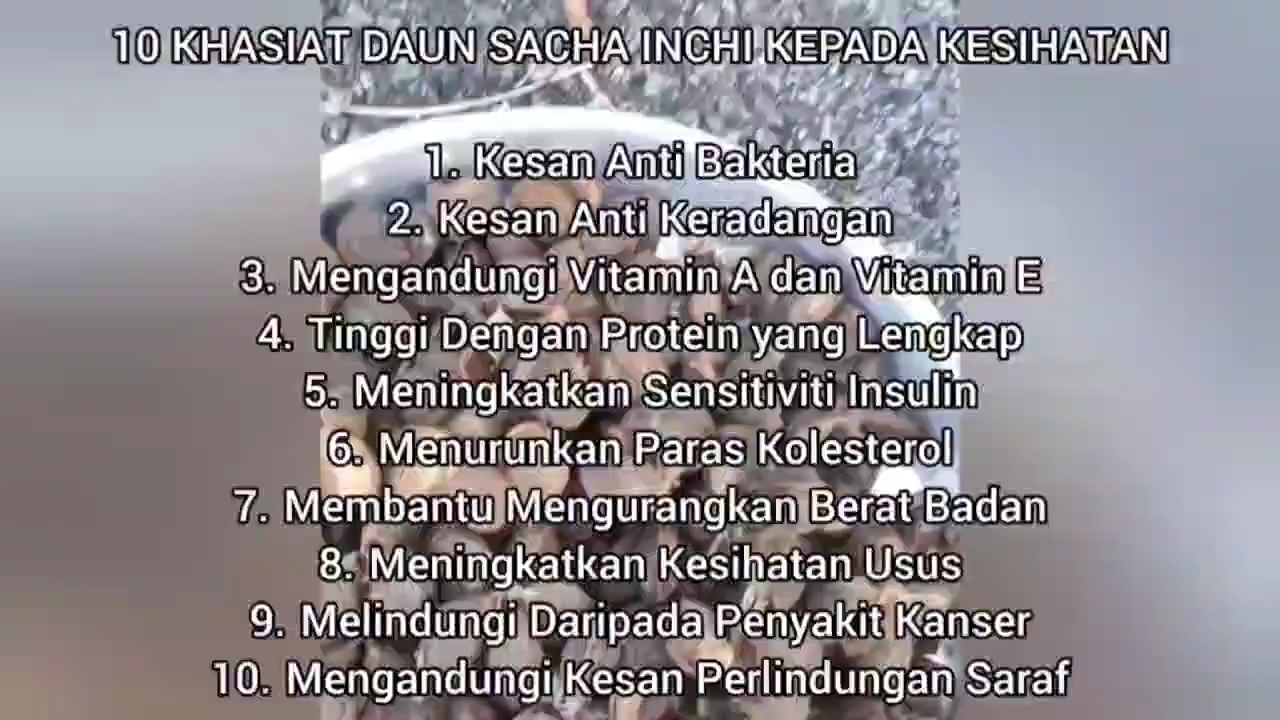 10 KHASIAT DAUN SACHA INCHI KEPADA KESIHATAN
1. Kesan Anti Bakteria
2. Kesan Anti Keradangan
3. Mengandungi Vitamin A dan Vitamin E
4. Tinggi Dengan Protein yang Lengkap
5. Meningkatkan Sensitiviti Insulin
6. Menurunkan Paras Kolesterol
7. Membantu Mengurangkan Berat Badan
8. Meningkatkan Kesihatan Usus
9. Melindungi Daripada Penyakit Kanser
10. Mengandungi Kesan Perlindungan Saraf